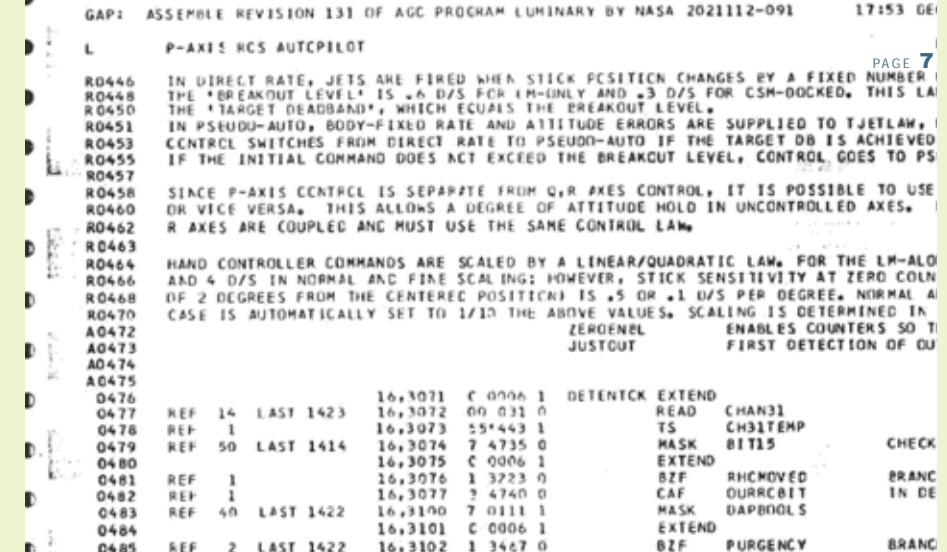 GAP: ASSEMBLE REVISION 131 OF AGC PROGRAM LUMINARY BY NASA 2021112-091 17:53
L P-AXIS RCS AUTOPILOT
PAGE 7
R0446 IN DIRECT RATE, JETS ARE FIRED WHEN STICK POSITION CHANGES BY A FIXED NUMBER
R0448 THE 'BREAKOUT LEVEL' IS .6 D/S FOR LM-ONLY AND .3 D/S FOR CSM-DOCKED. THIS
R0450 THE 'TARGET DEADBAND', WHICH EQUALS THE BREAKOUT LEVEL.
R0451 IN PSEUDO-AUTO, BODY-FIXED RATE AND ATTITUDE ERRORS ARE SUPPLIED TO TJETLAW,
R0453 CONTROL SWITCHES FROM DIRECT RATE TO PSEUDO-AUTO IF THE TARGET DB IS ACHIEVED
R0455 IF THE INITIAL COMMAND DOES NOT EXCEED THE BREAKOUT LEVEL, CONTROL GOES TO
R0457
R0458 SINCE P-AXIS CONTROL IS SEPARATE FROM Q,R AXES CONTROL, IT IS POSSIBLE TO USE
R0460 OR VICE VERSA. THIS ALLOWS A DEGREE OF ATTITUDE HOLD IN UNCONTROLLED AXES.
R0462 R AXES ARE COUPLED AND MUST USE THE SAME CONTROL LAW.
R0463
R0464 HAND CONTROLLER COMMANDS ARE SCALED BY A LINEAR/QUADRATIC LAW. FOR THE
R0466 AND 4 D/S IN NORMAL AND FINE SCALING; HOWEVER, STICK SENSITIVITY AT ZERO
R0468 OF 2 DEGREES FROM THE CENTERED POSITION) IS .5 OR .1 D/S PER DEGREE. NORMAL
R0470 CASE IS AUTOMATICALLY SET TO 1/10 THE ABOVE VALUES. SCALING IS DETERMINED IN
A0472 ZEROENBL ENABLES COUNTERS SO
A0473 JUSTOUT FIRST DETECTION OF
A0474
A0475
0476 16,3071 0 0006 1 DETENTCK EXTEND
0477 REF 14 LAST 1423 16,3072 00 031 0 READ CHAN31
0478 REF 1 16,3073 55*443 1 TS CH31TEMP
0479 REF 50 LAST 1414 16,3074 7 4735 0 MASK BIT15 CHECK
0480 16,3075 0 0006 1 EXTEND
0481 REF 1 16,3076 1 3723 0 BZF RHCMOVED
0482 REF 1 16,3077 3 4740 0 CAF OURRCBIT IN
0483 REF 40 LAST 1422 16,3100 7 0111 1 MASK DAPBOOLS
0484 16,3101 0 0006 1 EXTEND
0485 REF 2 LAST 1422 16,3102 1 3467 0 BZF PURGENCY